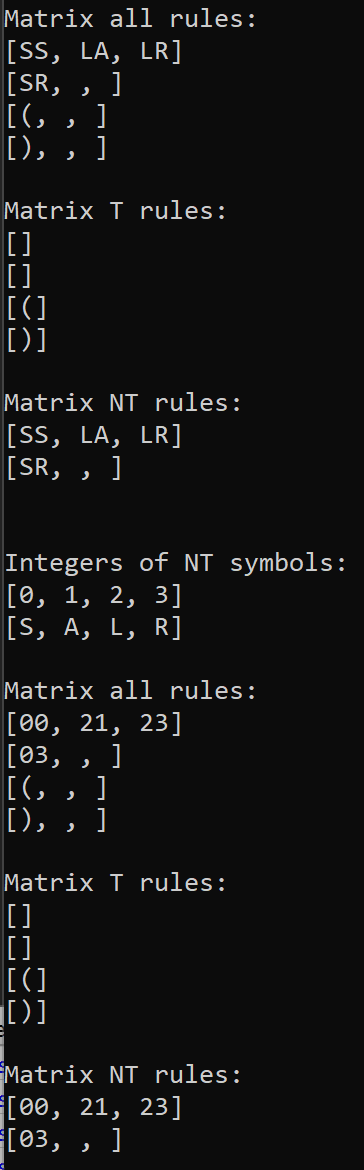 Matrix all rules:
[SS, LA, LR]
[SR, , ]
[(, , ]
[), , ]
Matrix T rules:
[]
[]
[(]
[)]
Matrix NT rules:
[SS, LA, LR]
[SR, , ]
Integers of NT symbols:
[0, 1, 2, 3]
[S, A, L, R]
Matrix all rules:
[00, 21, 23]
[03, , ]
[(, , ]
[), , ]
Matrix T rules:
[]
[]
[(]
[)]
Matrix NT rules:
[00, 21, 23]
[03, , ]